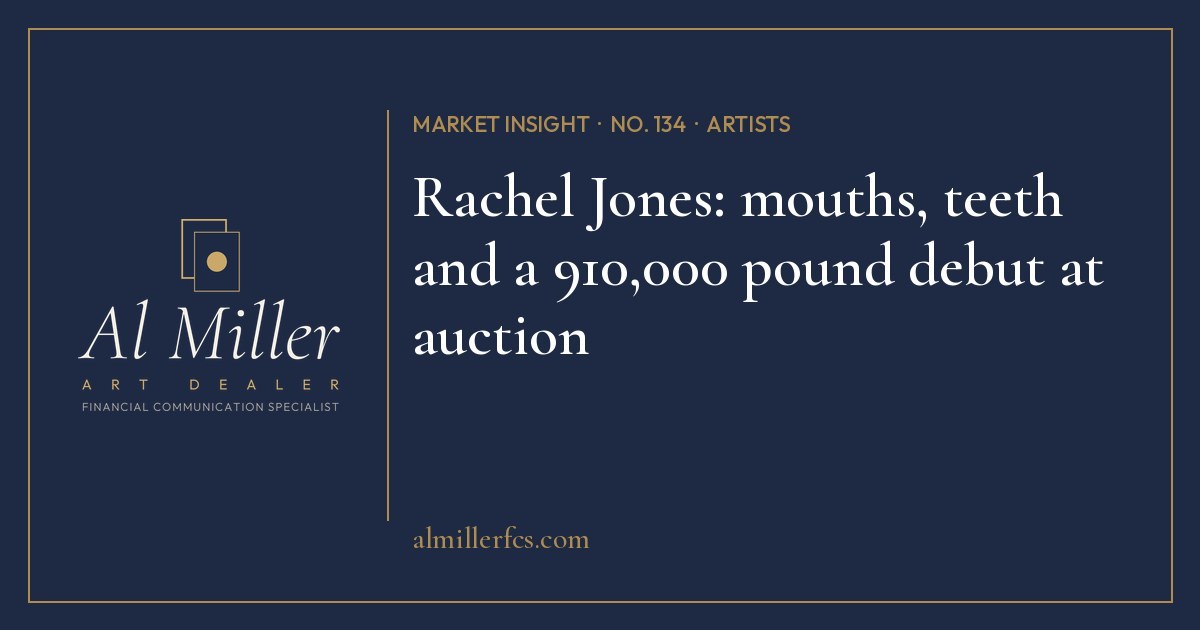 MARKET INSIGHT · NO. 134 · ARTISTS
Rachel Jones: mouths, teeth
and a 910,000 pound debut at
auction
Al Miller
ART DEALER
FINANCIAL COMMUNICATION SPECIALIST
almillerfcs.com